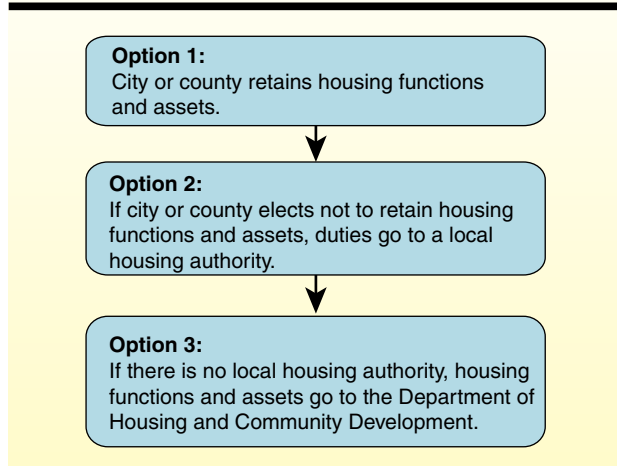 Option 1:
City or county retains housing functions
and assets.
Option 2:
If city or county elects not to retain housing
functions and assets, duties go to a local
housing authority.
Option 3:
If there is no local housing authority, housing
functions and assets go to the Department of
Housing and Community Development.